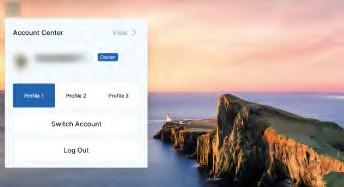 Account Center View >
Owner
Profile 1 Profile 2 Profile 3
Switch Account
Log Out